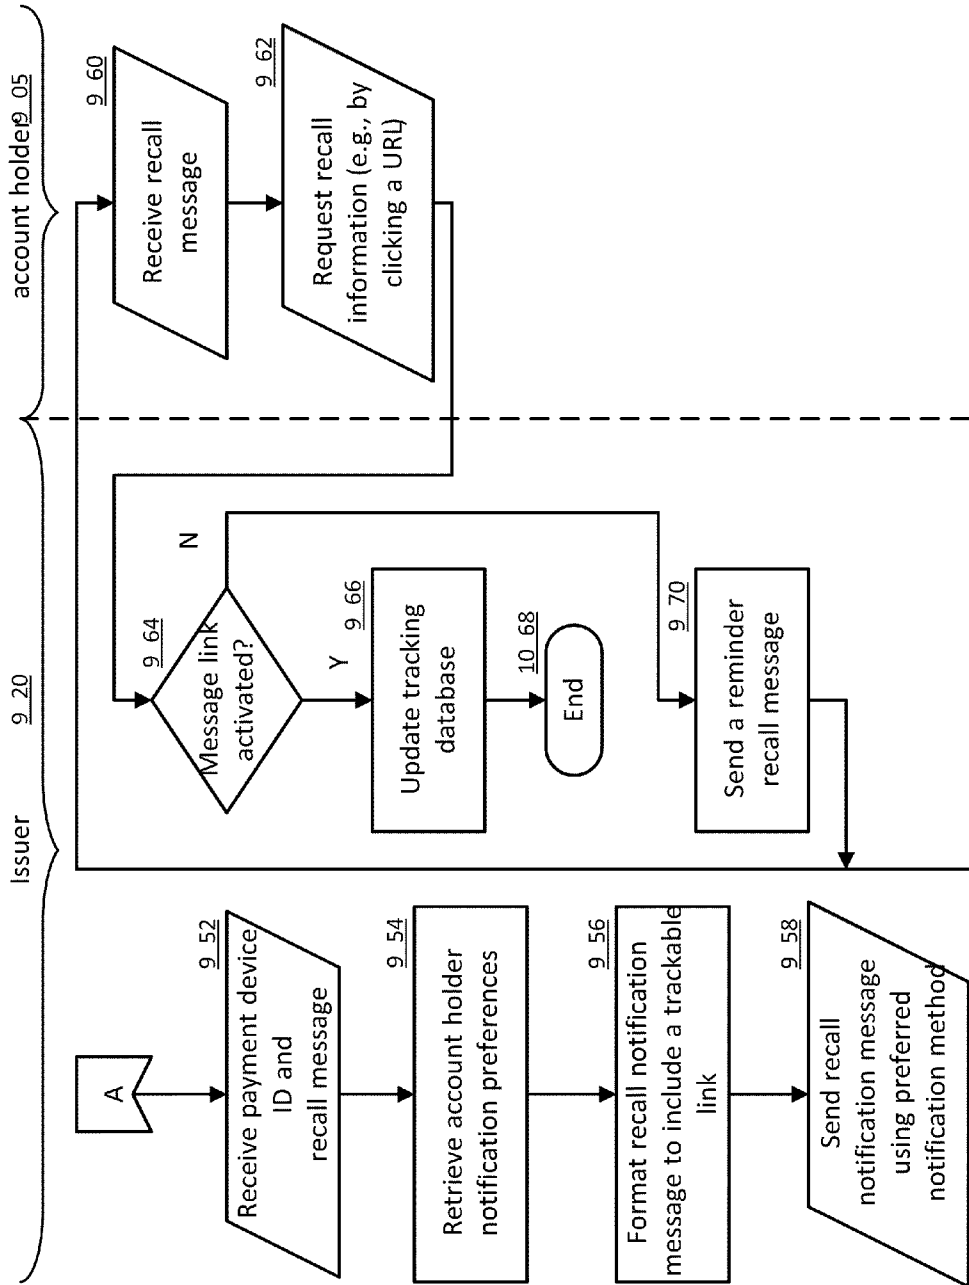 Issuer
9 20
account holder
9 05
A
9 52
Receive payment device
ID and
recall message
9 54
Retrieve account holder
notification preferences
9 56
Format recall notification
message to include a trackable
link
9 58
Send recall
notification message
using preferred
notification method
9 64
Message link
activated?
N
Y
9 66
Update tracking
database
10 68
End
9 70
Send a reminder
recall message
9 60
Receive recall
message
9 62
Request recall
information (e.g., by
clicking a URL)